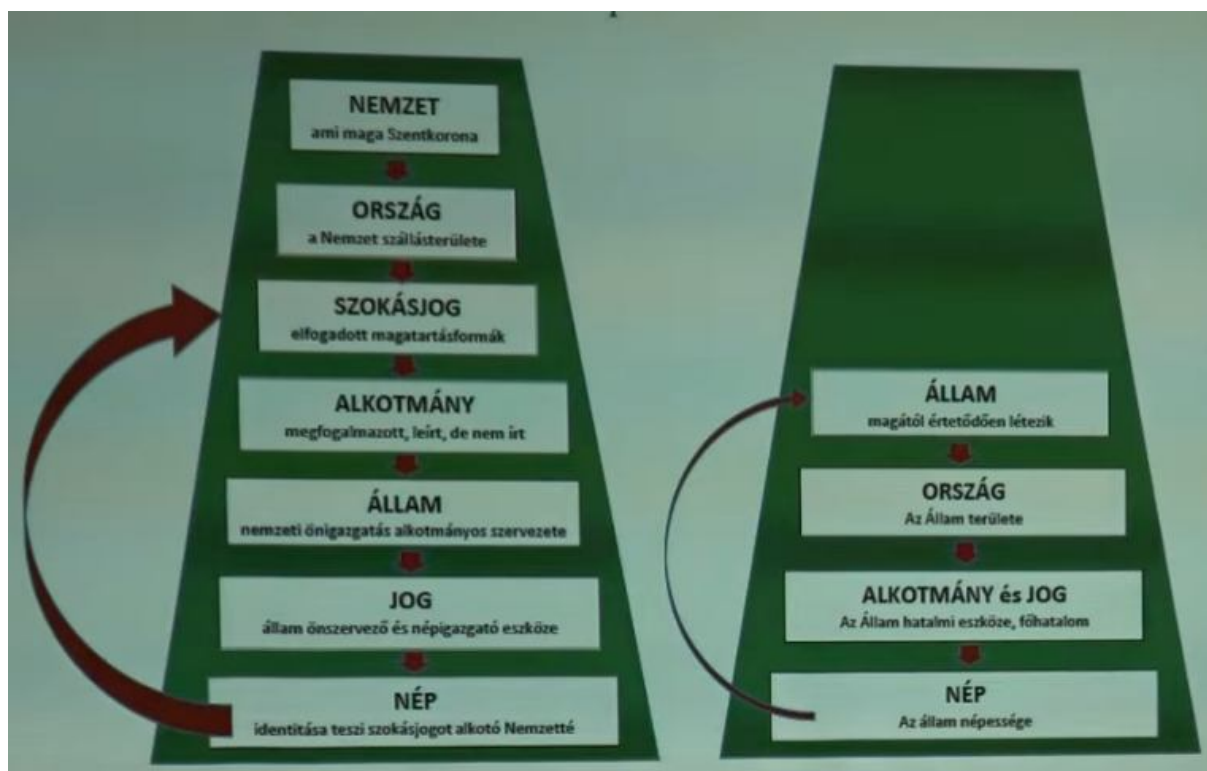 NEMZET
ami maga Szentkorona
ORSZÁG
a Nemzet szállásterülete
SZOKÁSJOG
elfogadott magatartásformák
ALKOTMÁNY
megfogalmazott, leírt, de nem írt
ÁLLAM
nemzeti önigazgatás alkotmányos szervezete
JOG
állam önszervező és népigazgató eszköze
NÉP
identitása teszi szokásjogot alkotó Nemzetté
ÁLLAM
magától értetődően létezik
ORSZÁG
Az Állam területe
ALKOTMÁNY és JOG
Az Állam hatalmi eszköze, főhatalom
NÉP
Az állam népessége